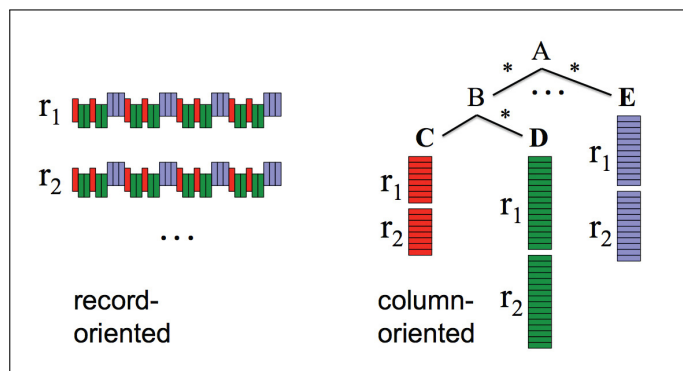 r1
r2
...
record-
oriented
A
* *
B ... E
*
C D
r1
r2
r1
r2
r1
r2
column-
oriented